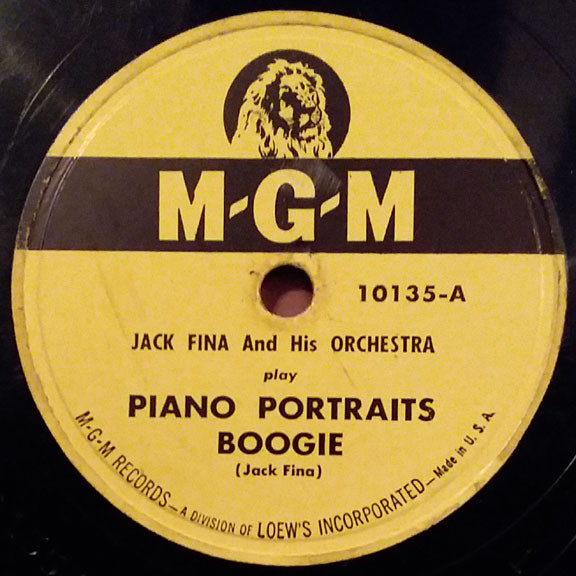 M-G-M
10135-A
JACK FINA And His ORCHESTRA
play
PIANO PORTRAITS
BOOGIE
(Jack Fina)
M-G-M RECORDS—A DIVISION OF LOEW'S INCORPORATED—Made in U. S. A.